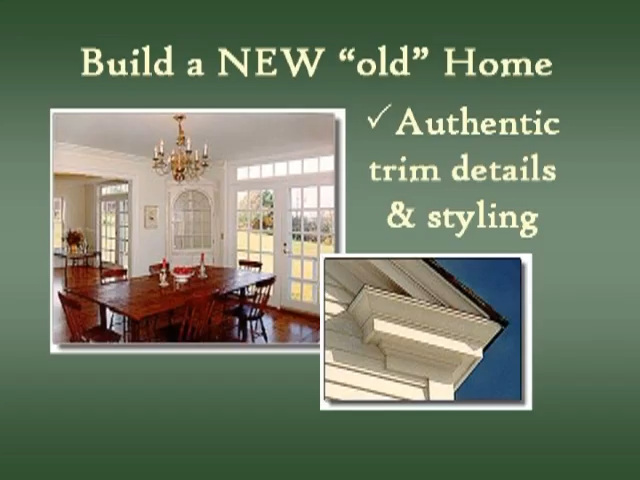 Build a NEW “old” Home
✓Authentic
trim details
& styling